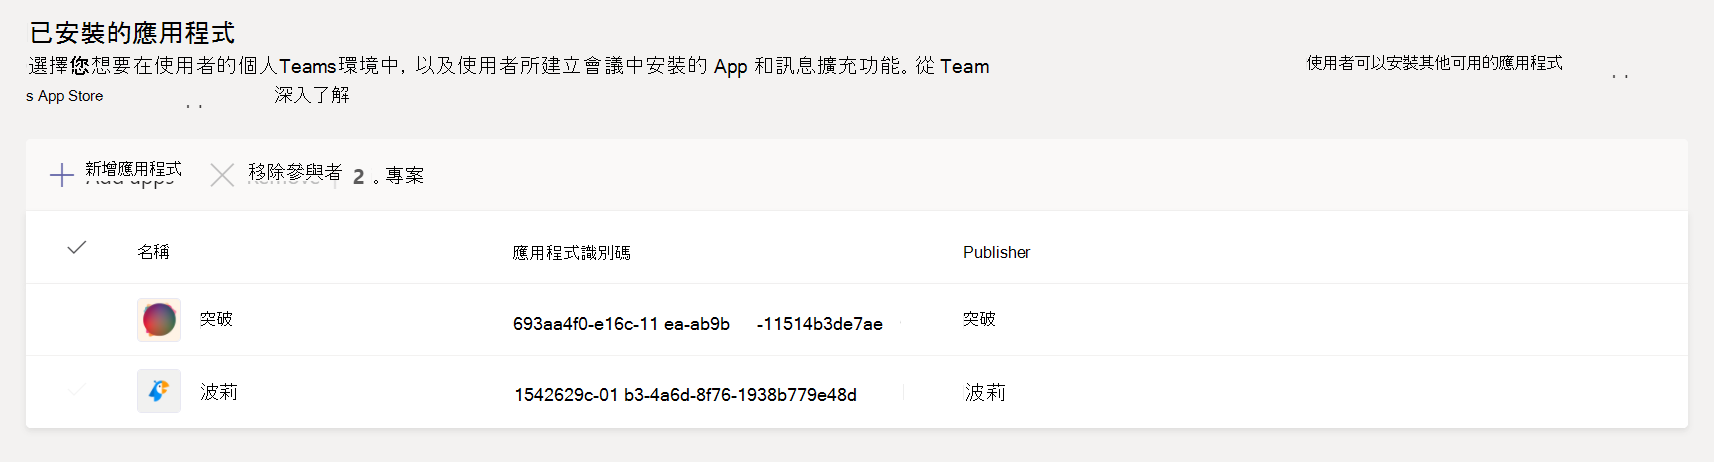 已安裝的應用程式
選擇您想要在使用者的個人Teams環境中，以及使用者所建立會議中安裝的 App 和訊息擴充功能。從 Team 使用者可以安裝其他可用的應用程式
s App Store 深入了解
新增應用程式 移除參與者 2 。專案
名稱 應用程式識別碼 Publisher
突破 693aa4f0-e16c-11 ea-ab9b -11514b3de7ae 突破
波莉 1542629c-01 b3-4a6d-8f76-1938b779e48d 波莉